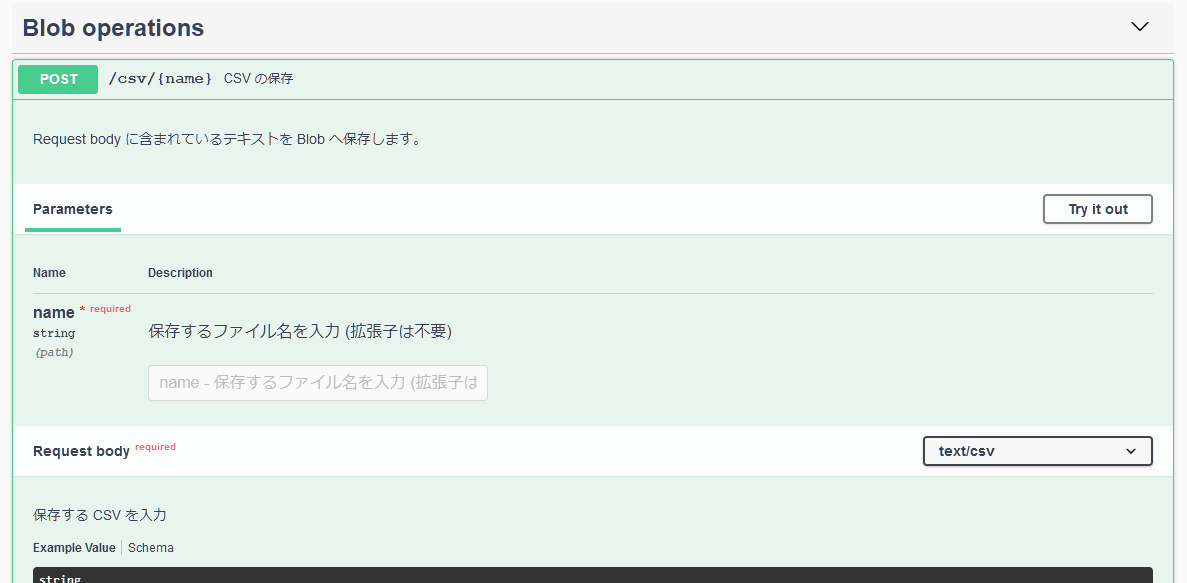 Blob operations
POST /csv/{name} CSV の保存
Request body に含まれているテキストを Blob へ保存します。
Parameters
Try it out
Name Description
name * required
string
(path)
保存するファイル名を入力 (拡張子は不要)
name - 保存するファイル名を入力 (拡張子は
Request body required
text/csv
保存する CSV を入力
Example Value Schema
string